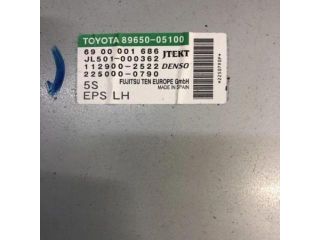 TOYOTA 89650-05100
69 00 001 686 JTEKT
JL501-000362
112900-2522 DENSO
225000-0790
FUJITSU TEN EUROPE GmbH
5S MADE IN SPAIN
EPS LH